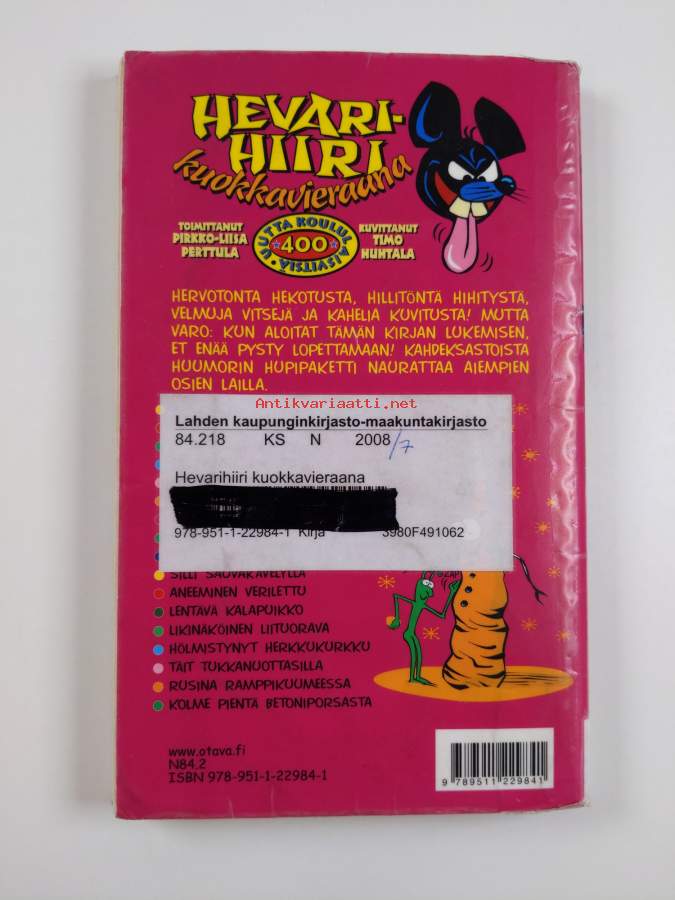 HEVARI-
HIIRI
kuokkavieraana
TOIMITTANUT
PIRKKO-LIISA
PERTTULA
UUTTA KOULULAISVITSIÄ
400
KUVITTANUT
TIMO
HUHTALA
HERVOTONTA HEKOTUSTA, HILLITÖNTÄ HIHITYSTÄ,
VELMUJA VITSEJÄ JA KAHELIA KUVITUSTA! MUTTA
VARO: KUN ALOITAT TÄMÄN KIRJAN LUKEMISEN,
ET ENÄÄ PYSTY LOPETTAMAAN! KAHDEKSASTOISTA
HUUMORIN HUPIPAKETTI NAURATTAA AIEMPIEN
OSIEN LAILLA.
Antikvariaatti.net
Lahden kaupunginkirjasto-maakuntakirjasto
84.218 KS N 2008/7
Hevarihiiri kuokkavieraana
978-951-1-22984-1 Kirja 3980F491062
SILLI SAUVAKÄVELYLLÄ
ANEEMINEN VERILETTU
LENTÄVÄ KALAPUIKKO
LIKINÄKÖINEN LIITUORAVA
HÖLMISTYNYT HERKKUKURKKU
TÄIT TUKKANUOTTASILLA
RUSINA RAMPPIKUUMEESSA
KOLME PIENTÄ BETONIPORSASTA
www.otava.fi
N84.2
ISBN 978-951-1-22984-1
9 789511 229841